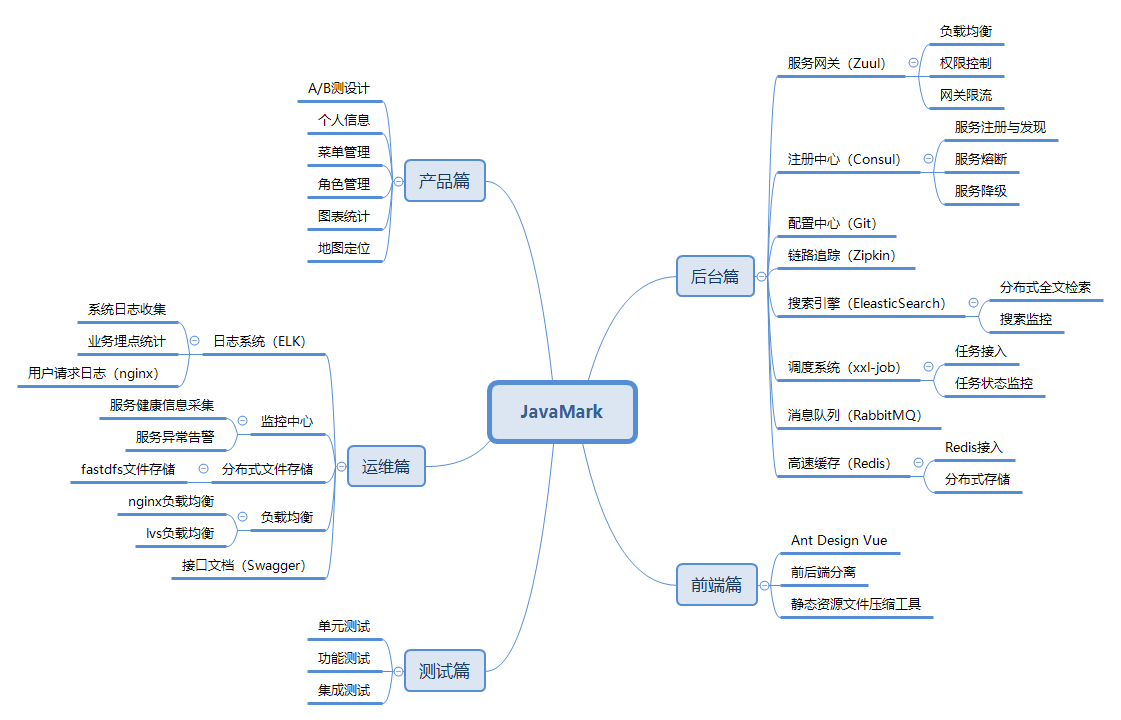 JavaMark
产品篇
A/B测设计
个人信息
菜单管理
角色管理
图表统计
地图定位
运维篇
日志系统（ELK）
系统日志收集
业务埋点统计
用户请求日志（nginx）
监控中心
服务健康信息采集
服务异常告警
分布式文件存储
fastdfs文件存储
负载均衡
nginx负载均衡
lvs负载均衡
接口文档（Swagger）
测试篇
单元测试
功能测试
集成测试
后台篇
服务网关（Zuul）
负载均衡
权限控制
网关限流
注册中心（Consul）
服务注册与发现
服务熔断
服务降级
配置中心（Git）
链路追踪（Zipkin）
搜索引擎（EleasticSearch）
分布式全文检索
搜索监控
调度系统（xxl-job）
任务接入
任务状态监控
消息队列（RabbitMQ）
高速缓存（Redis）
Redis接入
分布式存储
前端篇
Ant Design Vue
前后端分离
静态资源文件压缩工具